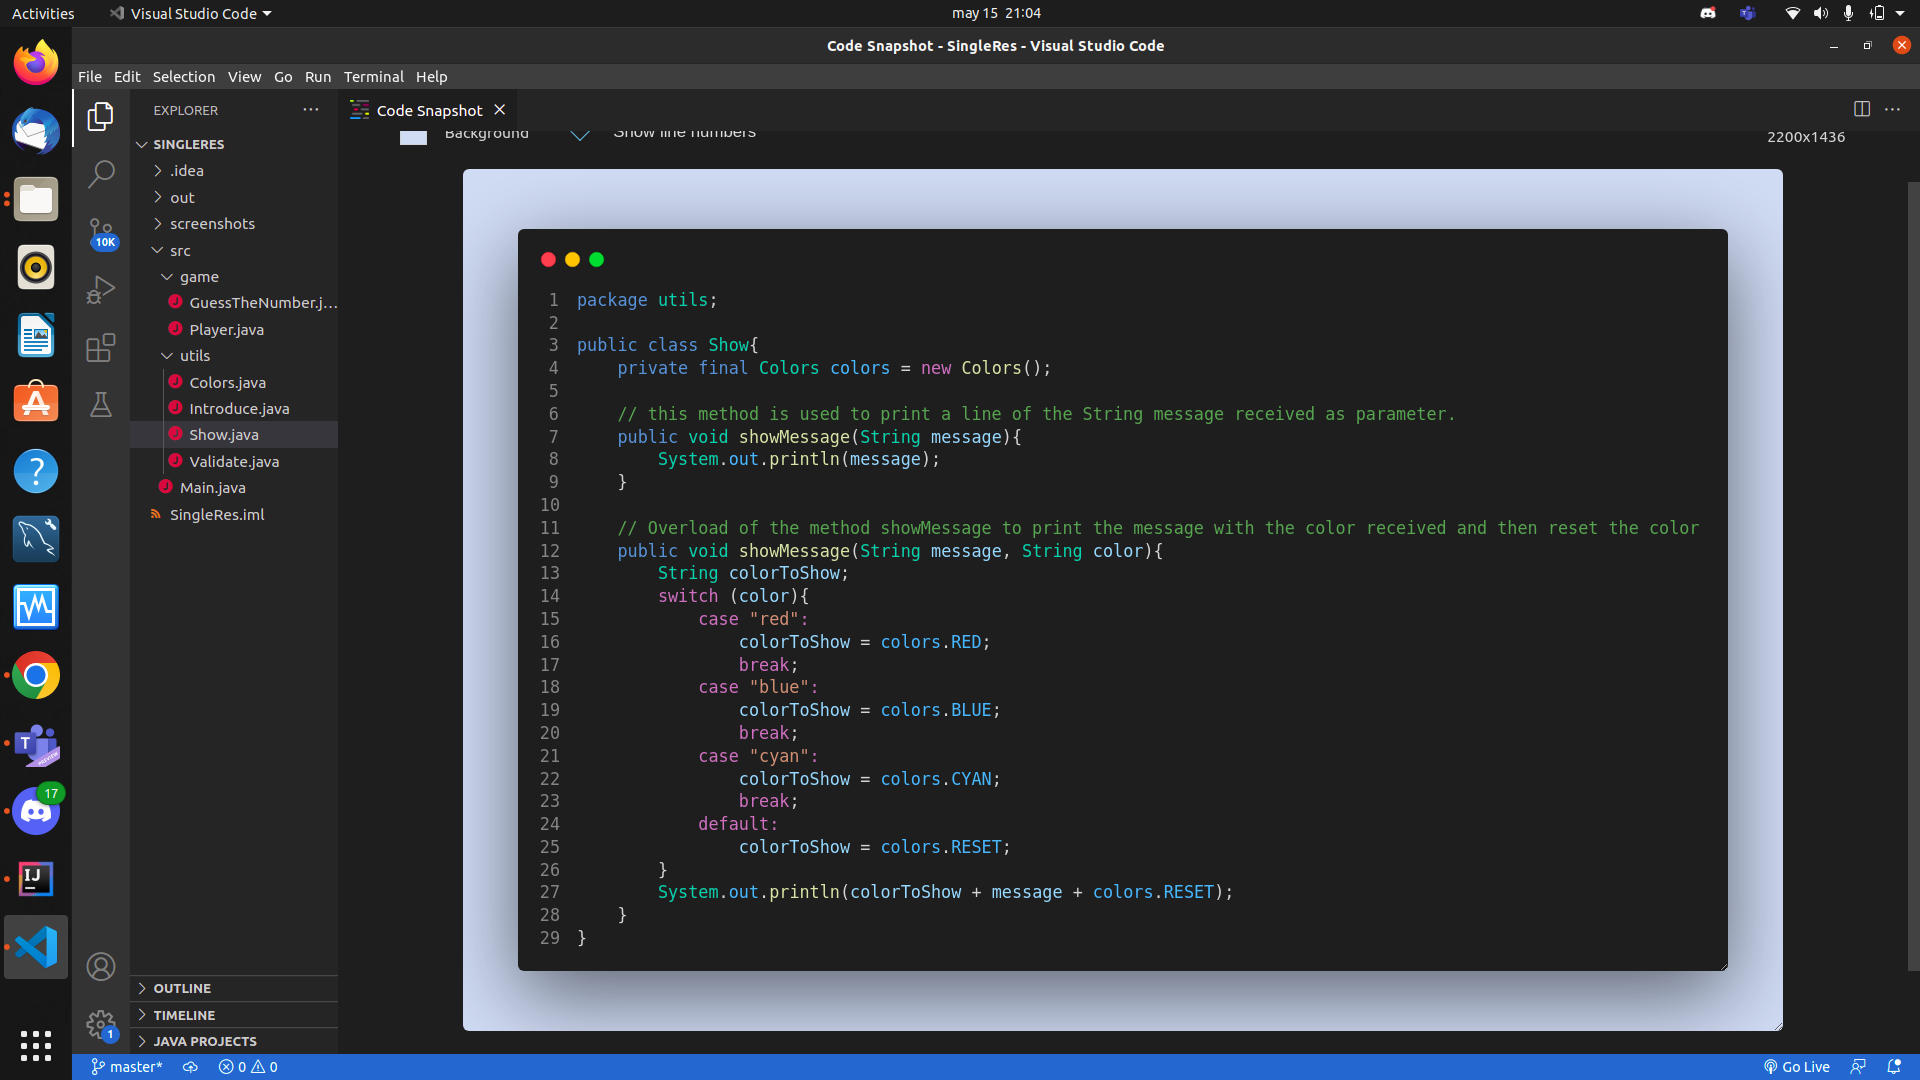 Activities
Visual Studio Code
may 15 21:04
Code Snapshot - SingleRes - Visual Studio Code
File Edit Selection View Go Run Terminal Help
EXPLORER
Code Snapshot
Background
Show line numbers
2200x1436
SINGLERES
.idea
out
screenshots
src
game
GuessTheNumber.j...
Player.java
utils
Colors.java
Introduce.java
Show.java
Validate.java
Main.java
SingleRes.iml
10K
17
T
PREVIEW
IJ
1
1 package utils;
2
3 public class Show{
4     private final Colors colors = new Colors();
5
6     // this method is used to print a line of the String message received as parameter.
7     public void showMessage(String message){
8         System.out.println(message);
9     }
10
11     // Overload of the method showMessage to print the message with the color received and then reset the color
12     public void showMessage(String message, String color){
13         String colorToShow;
14         switch (color){
15             case "red":
16                 colorToShow = colors.RED;
17                 break;
18             case "blue":
19                 colorToShow = colors.BLUE;
20                 break;
21             case "cyan":
22                 colorToShow = colors.CYAN;
23                 break;
24             default:
25                 colorToShow = colors.RESET;
26         }
27         System.out.println(colorToShow + message + colors.RESET);
28     }
29 }
OUTLINE
TIMELINE
JAVA PROJECTS
master*
0
0
Go Live